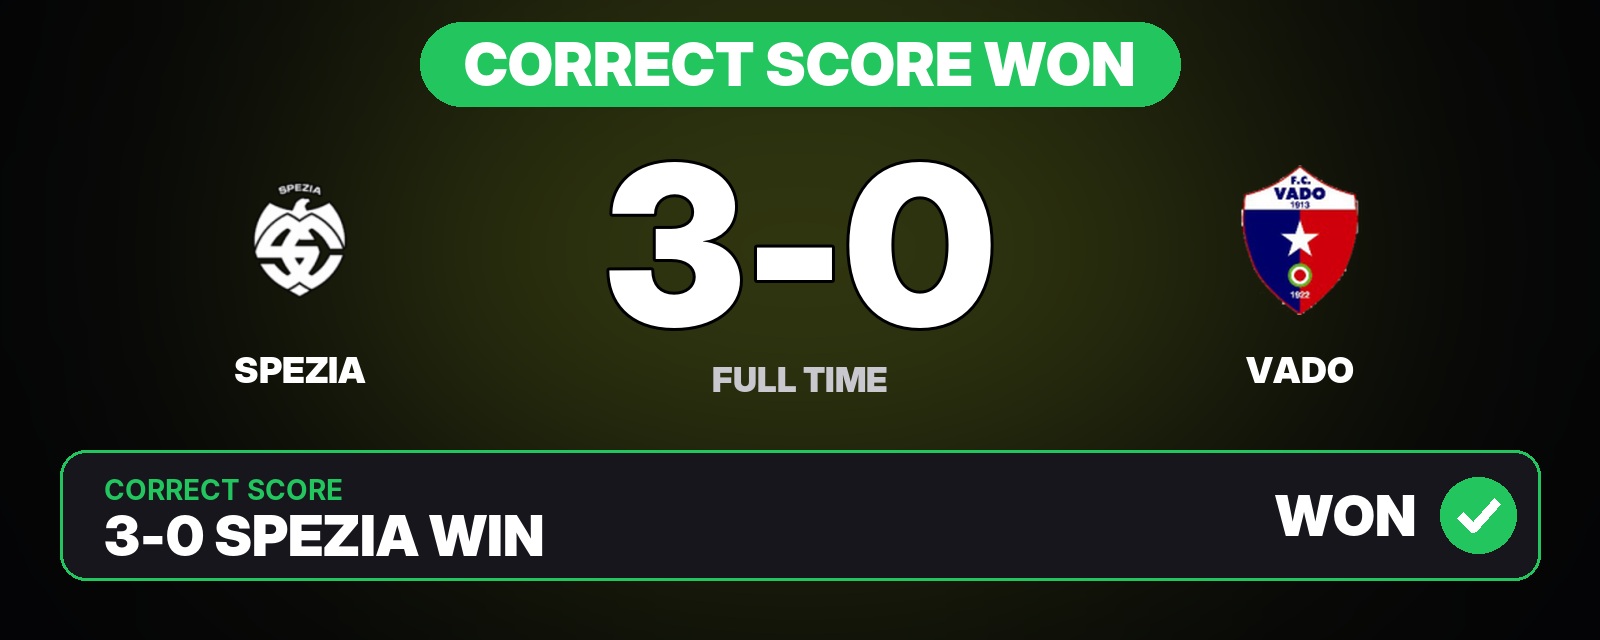 CORRECT SCORE WON
SPEZIA
3-0
F.C.
VADO
1913
1922
SPEZIA
FULL TIME
VADO
CORRECT SCORE
3-0 SPEZIA WIN
WON